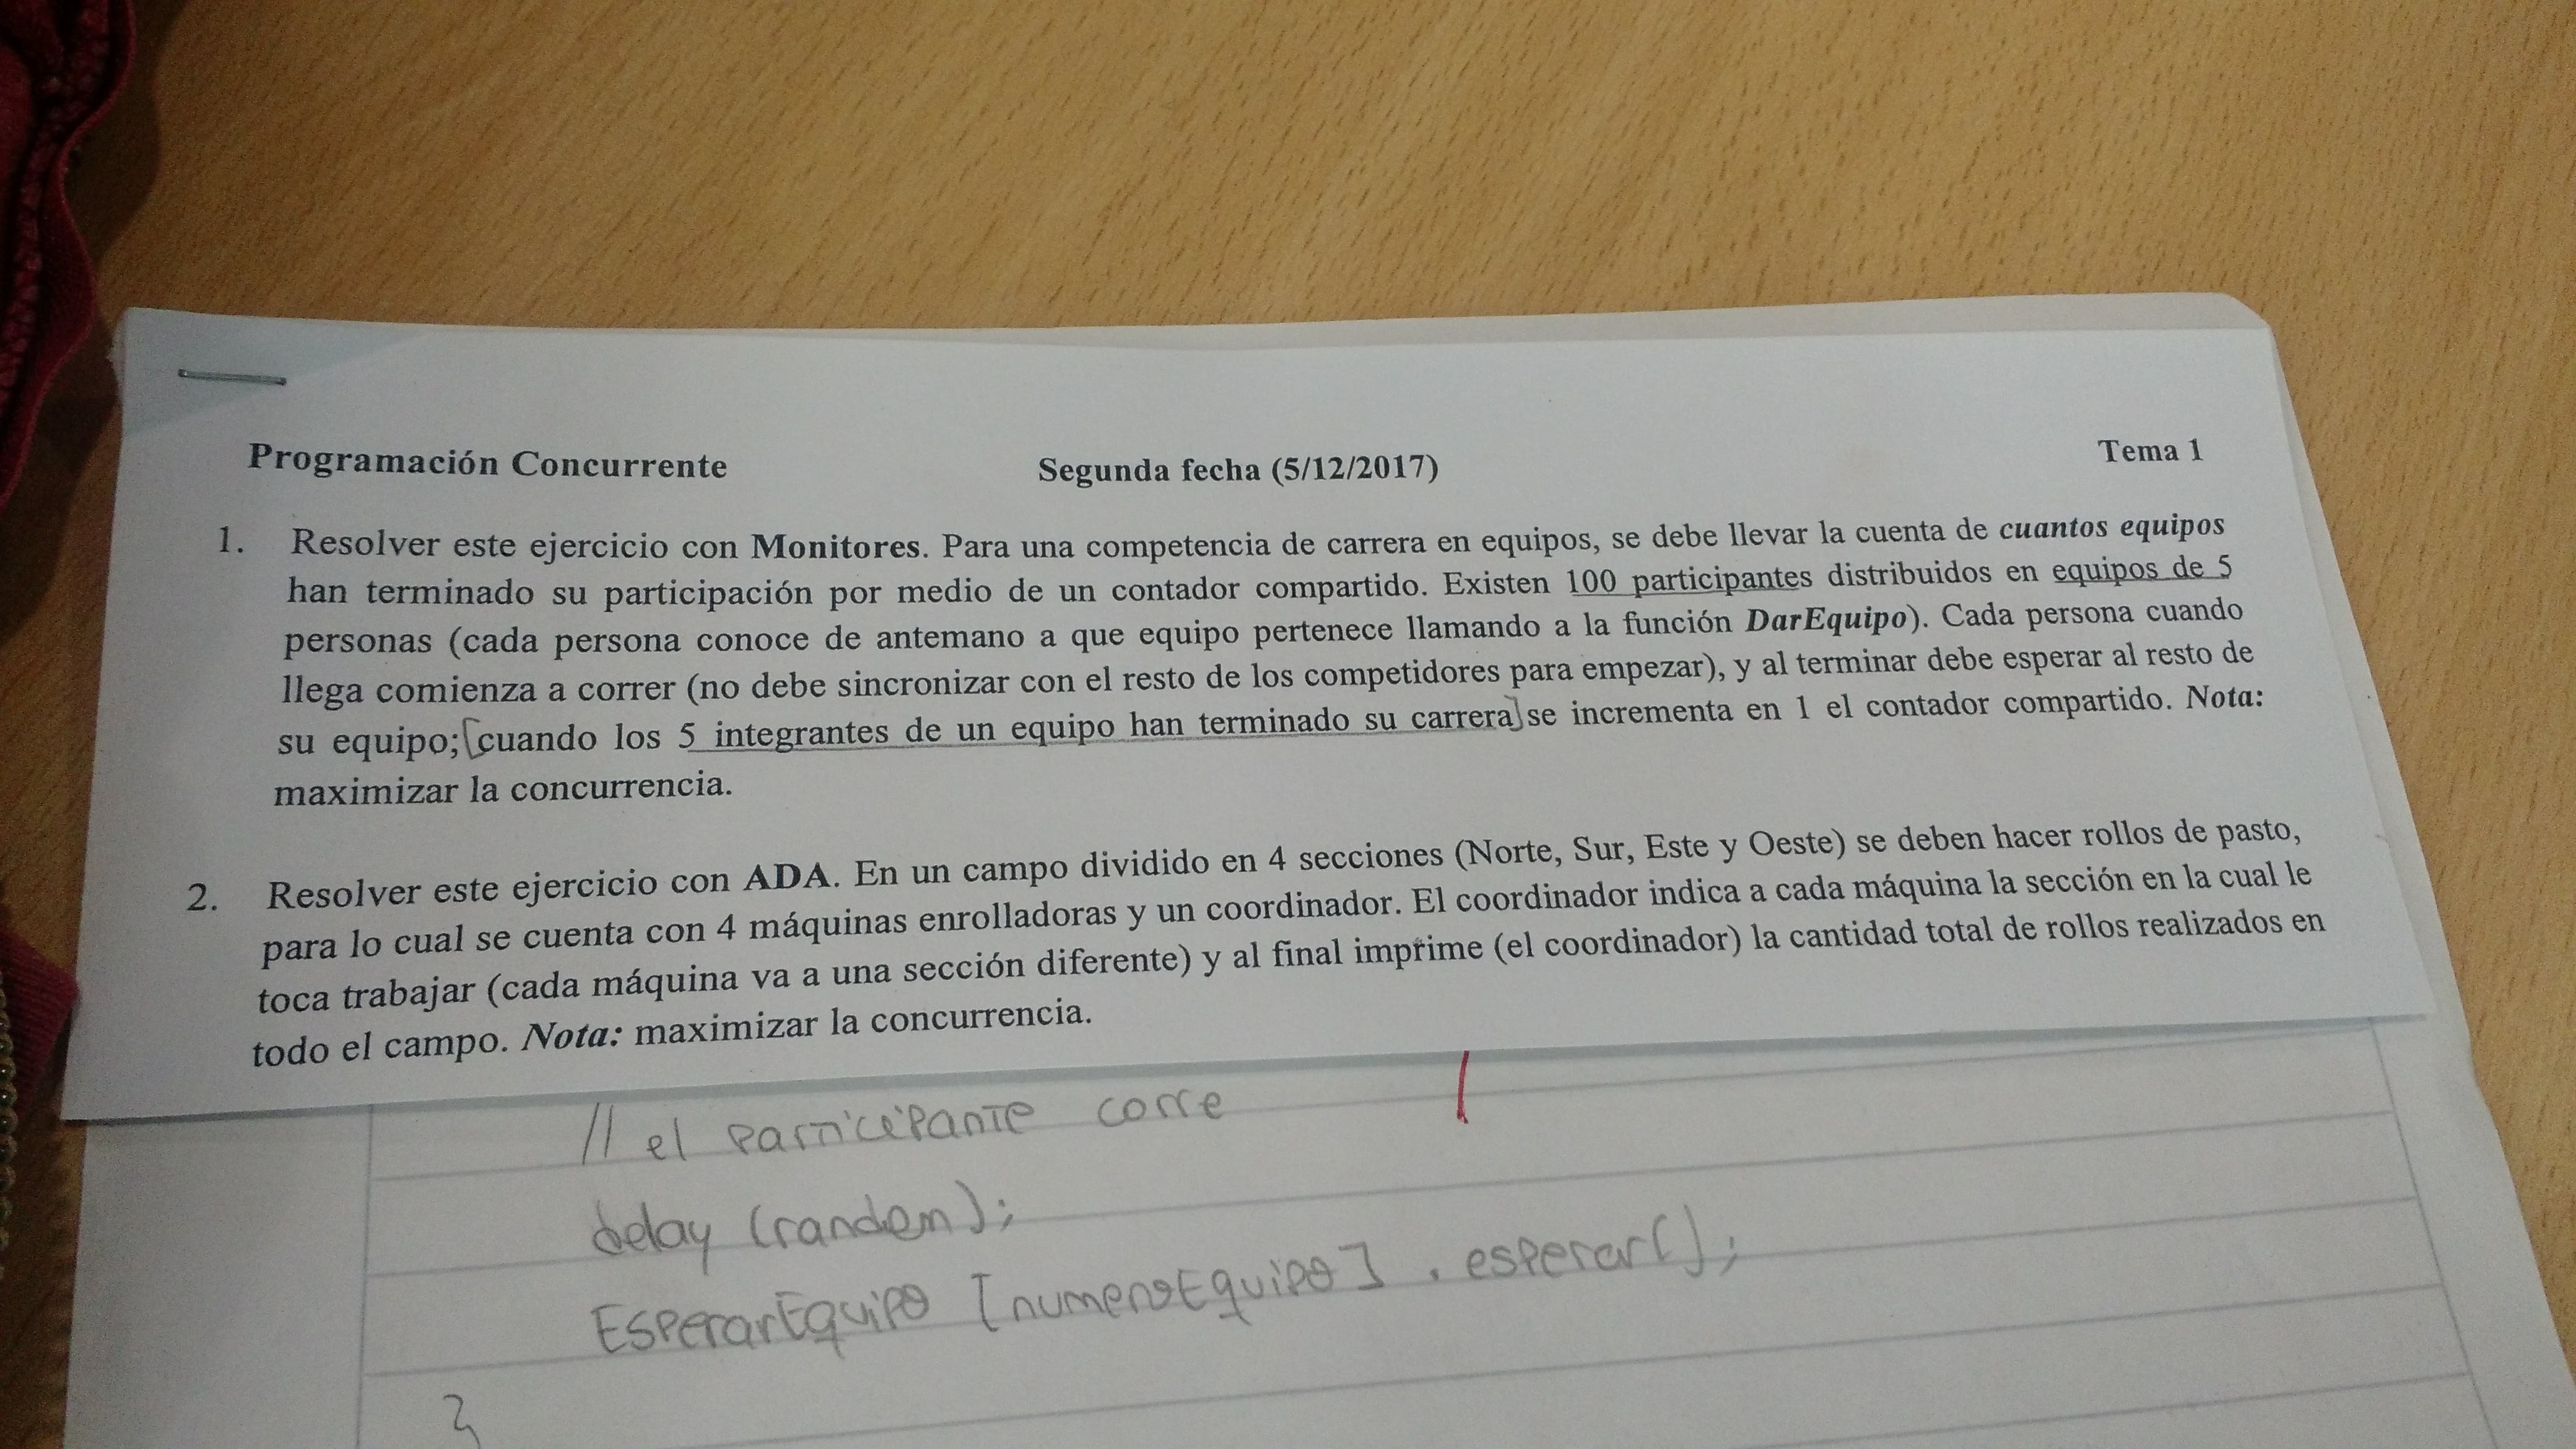 Programación Concurrente Segunda fecha (5/12/2017) Tema 1
1. Resolver este ejercicio con Monitores. Para una competencia de carrera en equipos, se debe llevar la cuenta de cuantos equipos
han terminado su participación por medio de un contador compartido. Existen 100 participantes distribuidos en equipos de 5
personas (cada persona conoce de antemano a que equipo pertenece llamando a la función DarEquipo). Cada persona cuando
llega comienza a correr (no debe sincronizar con el resto de los competidores para empezar), y al terminar debe esperar al resto de
su equipo; [cuando los 5 integrantes de un equipo han terminado su carrera] se incrementa en 1 el contador compartido. Nota:
maximizar la concurrencia.
2. Resolver este ejercicio con ADA. En un campo dividido en 4 secciones (Norte, Sur, Este y Oeste) se deben hacer rollos de pasto,
para lo cual se cuenta con 4 máquinas enrolladoras y un coordinador. El coordinador indica a cada máquina la sección en la cual le
toca trabajar (cada máquina va a una sección diferente) y al final imprime (el coordinador) la cantidad total de rollos realizados en
todo el campo. Nota: maximizar la concurrencia.
// el participante corre
delay (random);
EsperarEquipo [numeroEquipo] . esperar();
}